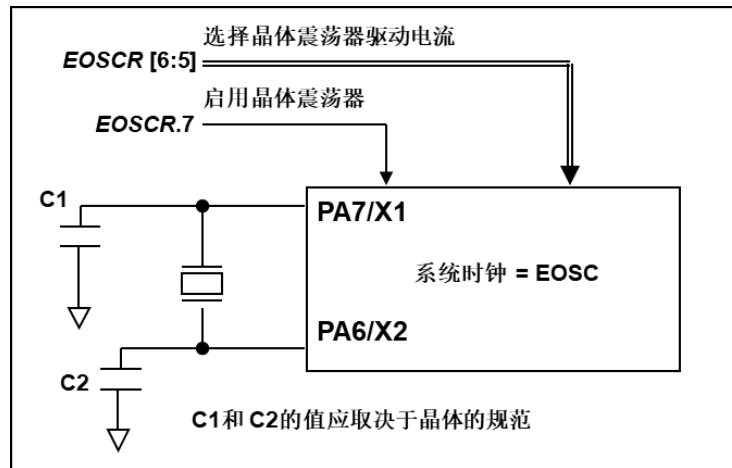 选择晶体震荡器驱动电流
EOSCR [6:5]
启用晶体震荡器
EOSCR.7
C1
PA7/X1
系统时钟 = EOSC
PA6/X2
C2
C1和 C2的值应取决于晶体的规范